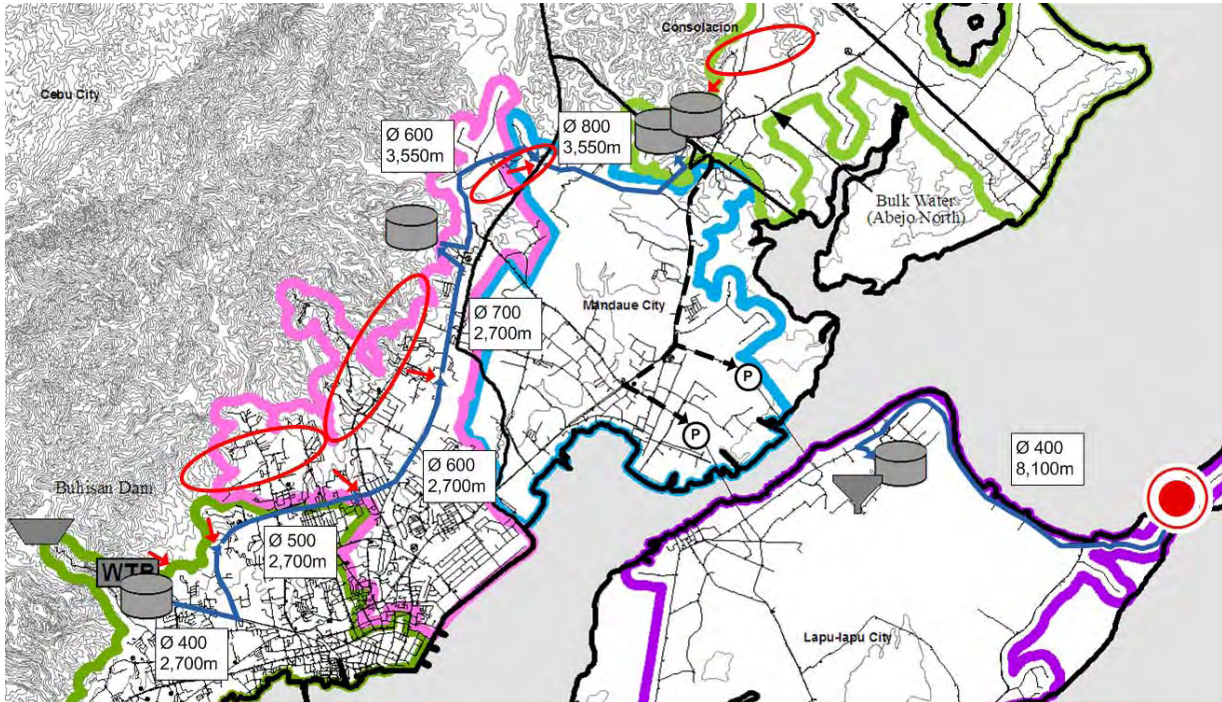 Consolacion
Cebu City
Ø 600
3,550m
Ø 800
3,550m
Bulk Water
(Abejo North)
Mandaue City
Ø 700
2,700m
P
P
Ø 400
8,100m
Ø 600
2,700m
Buhisan Dam
Ø 500
2,700m
WTP
Ø 400
2,700m
Lapu-lapu City